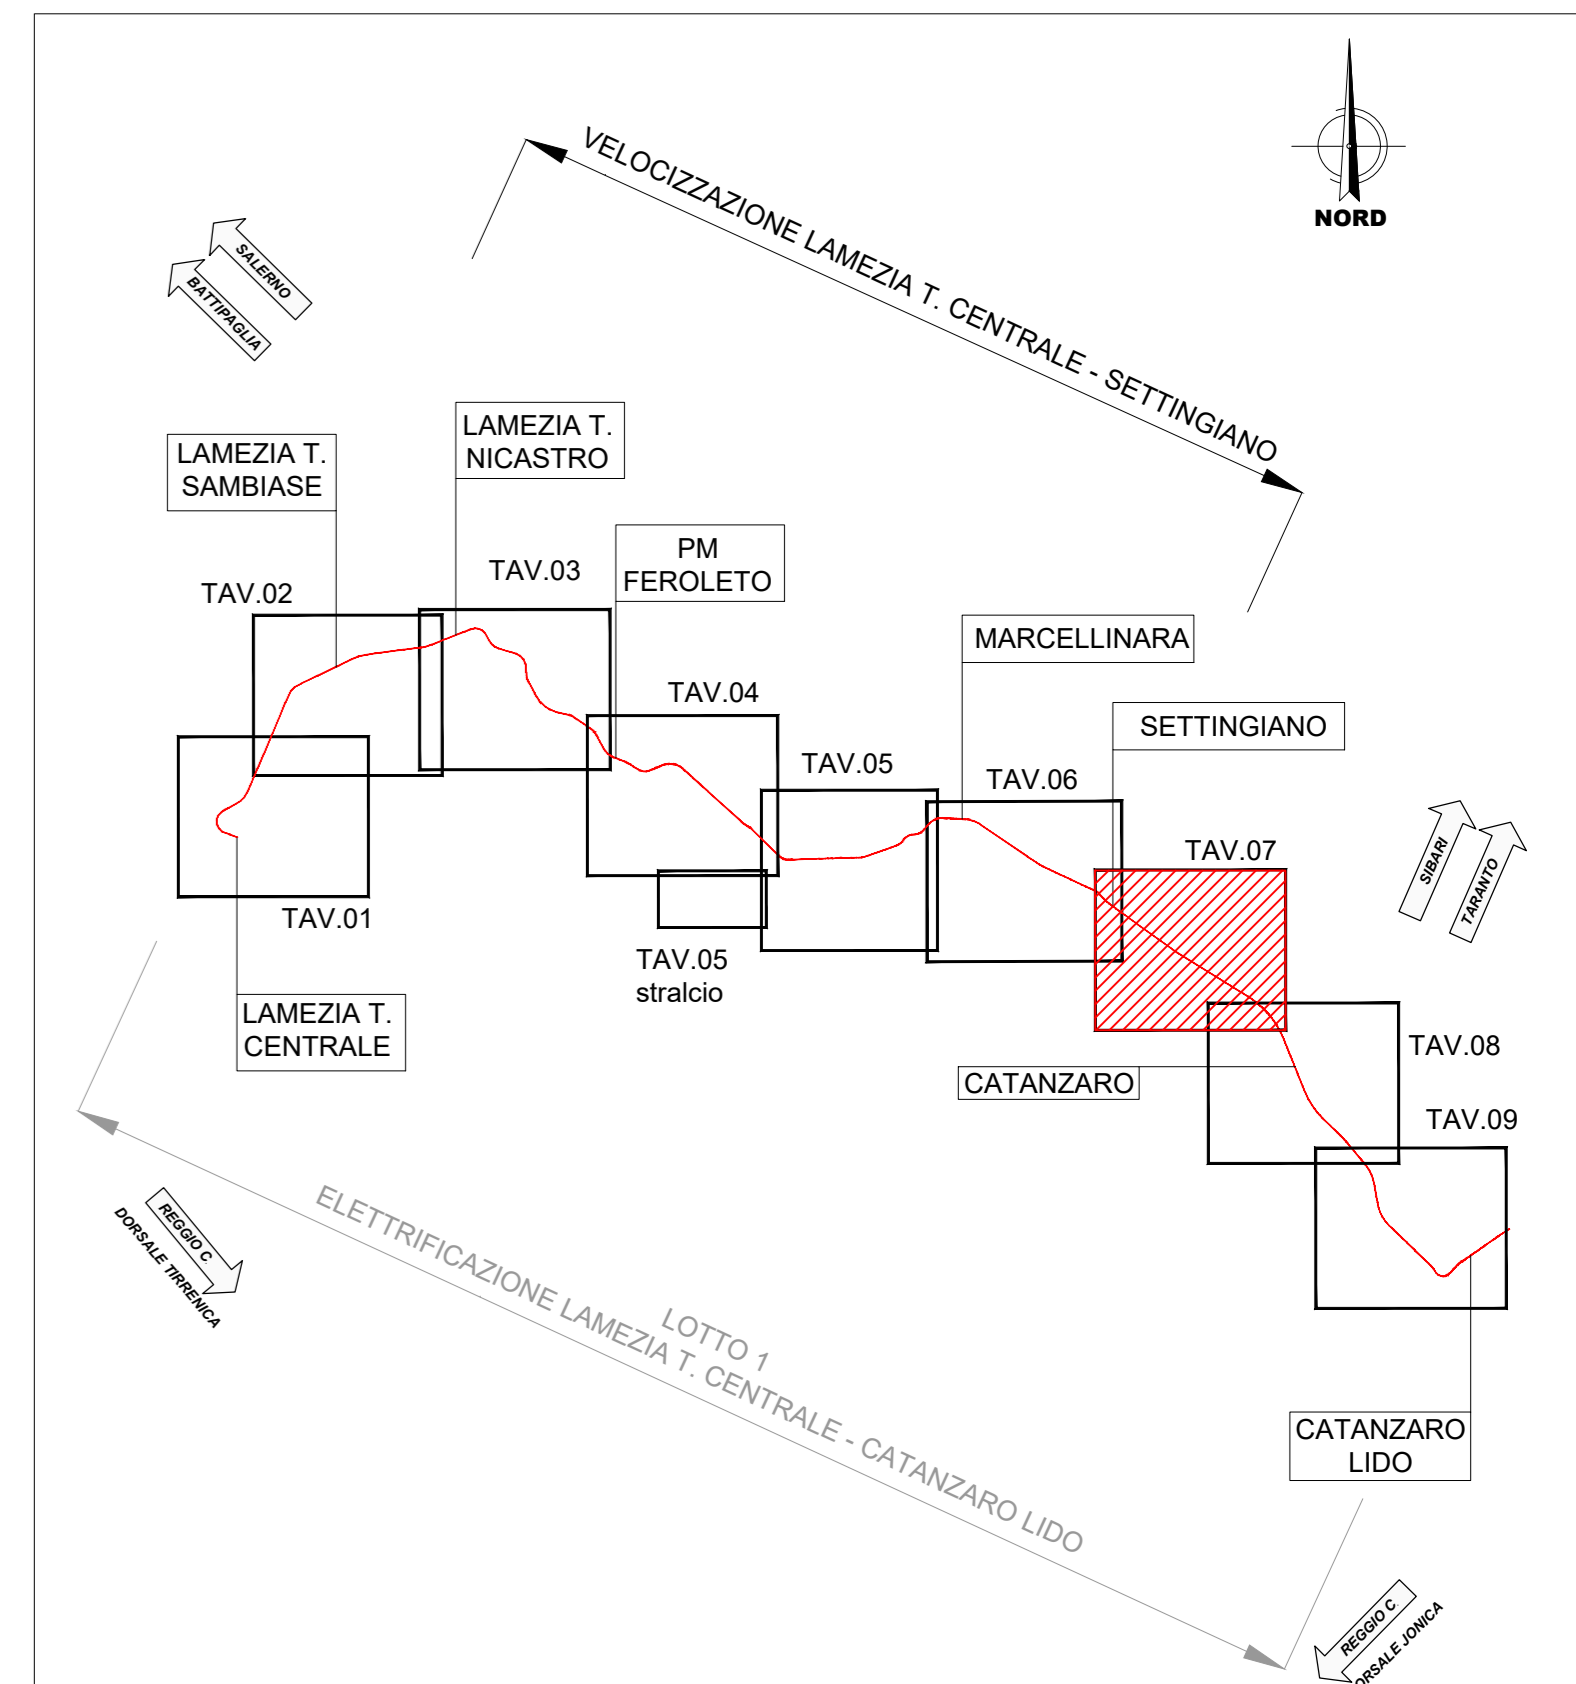 NORD
VELOCIZZAZIONE LAMEZIA T. CENTRALE - SETTINGIANO
SALERNO
BATTIPAGLIA
LAMEZIA T.
NICASTRO
LAMEZIA T.
SAMBIASE
PM
FEROLETO
TAV.03
TAV.02
MARCELLINARA
TAV.04
SETTINGIANO
TAV.05
TAV.06
TAV.07
SIBARI
TARANTO
TAV.01
TAV.05
stralcio
LAMEZIA T.
CENTRALE
TAV.08
CATANZARO
TAV.09
REGGIO C.
DORSALE TIRRENICA
LOTTO 1
ELETTRIFICAZIONE LAMEZIA T. CENTRALE - CATANZARO LIDO
CATANZARO
LIDO
REGGIO C.
ORSALE JONICA